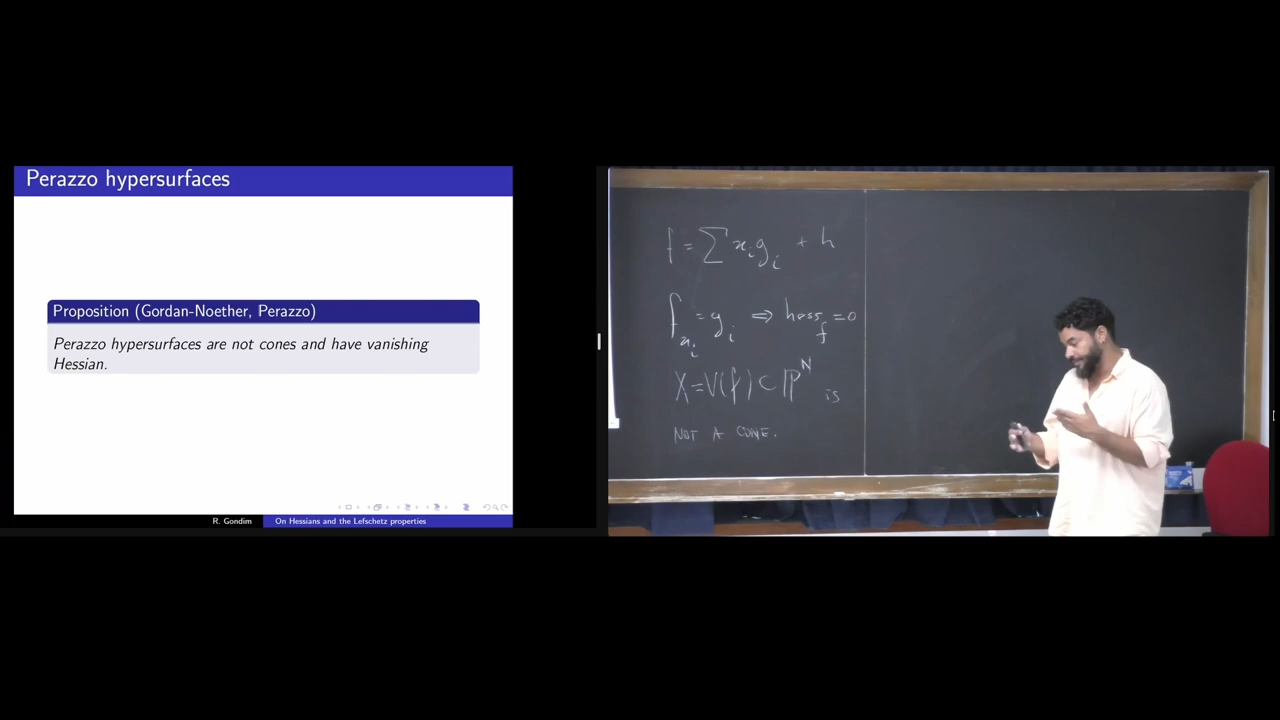 Perazzo hypersurfaces
Proposition (Gordan-Noether, Perazzo)
Perazzo hypersurfaces are not cones and have vanishing
Hessian.
R. Gondim
On Hessians and the Lefschetz properties
f = ∑ x_i g_i + h
f_{x_i} = g_i ⇒ hess_f = 0
X = V(f) ⊂ ℙ^N is
NOT A CONE.